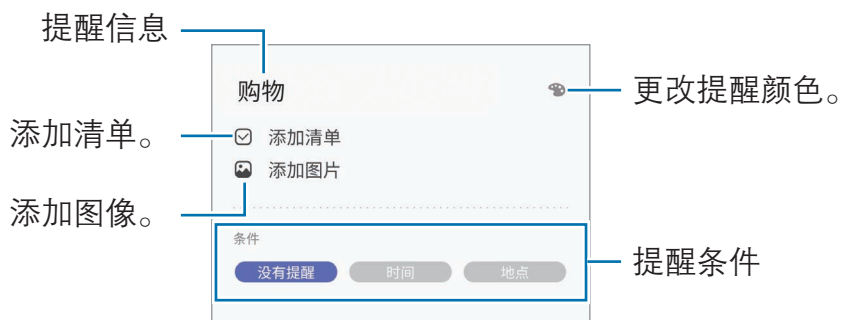 提醒信息
购物
更改提醒颜色。
添加清单。
添加清单
添加图片
添加图像。
条件
没有提醒 时间 地点
提醒条件